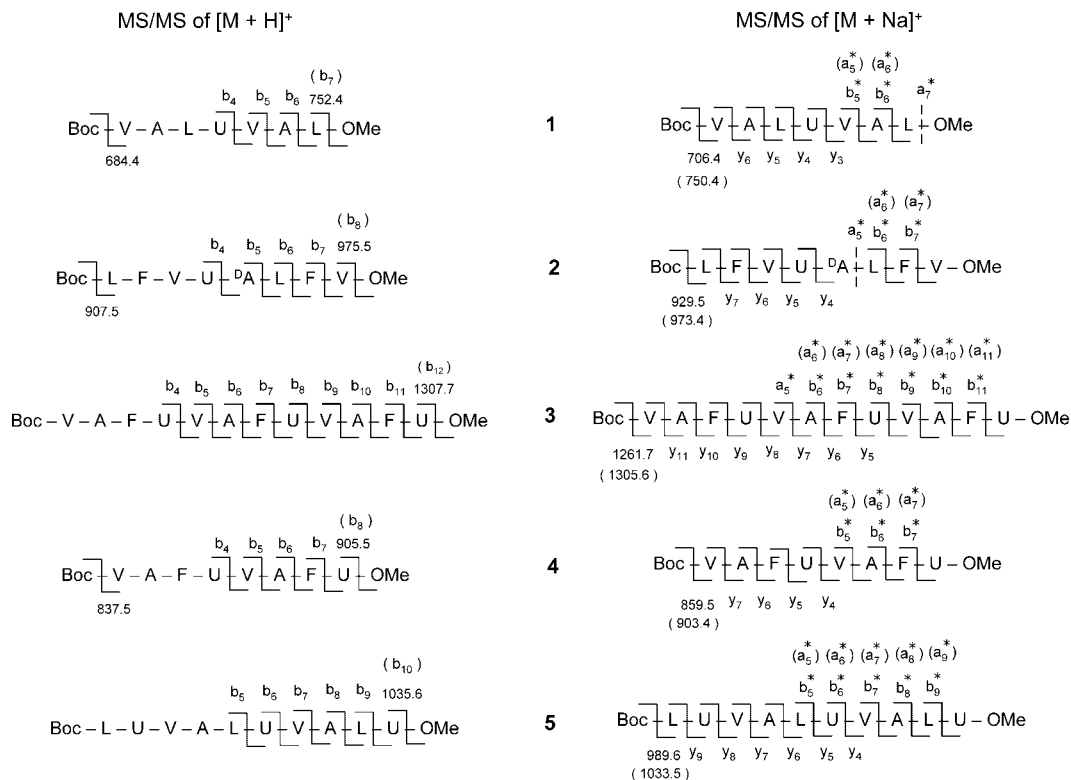 MS/MS of [M + H]⁺ MS/MS of [M + Na]⁺
(b₇) (a₅*) (a₆*)
b₄ b₅ b₆ 752.4 b₅* b₆* a₇*
Boc V A L U V A L OMe 1 Boc V A L U V A L OMe
684.4 706.4 y₆ y₅ y₄ y₃
(750.4)
(b₈) (a₆*) (a₇*)
b₄ b₅ b₆ b₇ 975.5 a₅* b₆* b₇*
Boc L F V U ᴰA L F V OMe 2 Boc L F V U ᴰA L F V OMe
907.5 929.5 y₇ y₆ y₅ y₄
(973.4)
(b₁₂) (a₆*) (a₇*) (a₈*) (a₉*) (a₁₀*) (a₁₁*)
b₄ b₅ b₆ b₇ b₈ b₉ b₁₀ b₁₁ 1307.7 a₅* b₆* b₇* b₈* b₉* b₁₀* b₁₁*
Boc V A F U V A F U V A F U OMe 3 Boc V A F U V A F U V A F U OMe
1261.7 y₁₁ y₁₀ y₉ y₈ y₇ y₆ y₅
(1305.6)
(b₈) (a₅*) (a₆*) (a₇*)
b₄ b₅ b₆ b₇ 905.5 b₅* b₆* b₇*
Boc V A F U V A F U OMe 4 Boc V A F U V A F U OMe
837.5 859.5 y₇ y₆ y₅ y₄
(903.4)
(b₁₀) (a₅*) (a₆*) (a₇*) (a₈*) (a₉*)
b₅ b₆ b₇ b₈ b₉ 1035.6 b₅* b₆* b₇* b₈* b₉*
Boc L U V A L U V A L U OMe 5 Boc L U V A L U V A L U OMe
989.6 y₉ y₈ y₇ y₆ y₅ y₄
(1033.5)